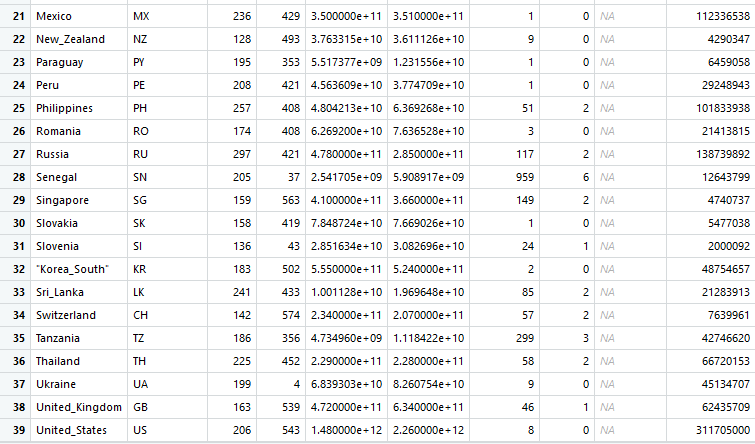 21 Mexico MX 236 429 3.500000e+11 3.510000e+11 1 0 NA 112336538
22 New_Zealand NZ 128 493 3.763315e+10 3.611126e+10 9 0 NA 4290347
23 Paraguay PY 195 353 5.517377e+09 1.231556e+10 1 0 NA 6459058
24 Peru PE 208 421 4.563609e+10 3.774709e+10 1 0 NA 29248943
25 Philippines PH 257 408 4.804213e+10 6.369268e+10 51 2 NA 101833938
26 Romania RO 174 408 6.269200e+10 7.636528e+10 3 0 NA 21413815
27 Russia RU 297 421 4.780000e+11 2.850000e+11 117 2 NA 138739892
28 Senegal SN 205 37 2.541705e+09 5.908917e+09 959 6 NA 12643799
29 Singapore SG 159 563 4.100000e+11 3.660000e+11 149 2 NA 4740737
30 Slovakia SK 158 419 7.848724e+10 7.669026e+10 1 0 NA 5477038
31 Slovenia SI 136 43 2.851634e+10 3.082696e+10 24 1 NA 2000092
32 "Korea_South" KR 183 502 5.550000e+11 5.240000e+11 2 0 NA 48754657
33 Sri_Lanka LK 241 433 1.001128e+10 1.969648e+10 85 2 NA 21283913
34 Switzerland CH 142 574 2.340000e+11 2.070000e+11 57 2 NA 7639961
35 Tanzania TZ 186 356 4.734960e+09 1.118422e+10 299 3 NA 42746620
36 Thailand TH 225 452 2.290000e+11 2.280000e+11 58 2 NA 66720153
37 Ukraine UA 199 4 6.839303e+10 8.260754e+10 9 0 NA 45134707
38 United_Kingdom GB 163 539 4.720000e+11 6.340000e+11 46 1 NA 62435709
39 United_States US 206 543 1.480000e+12 2.260000e+12 8 0 NA 311705000